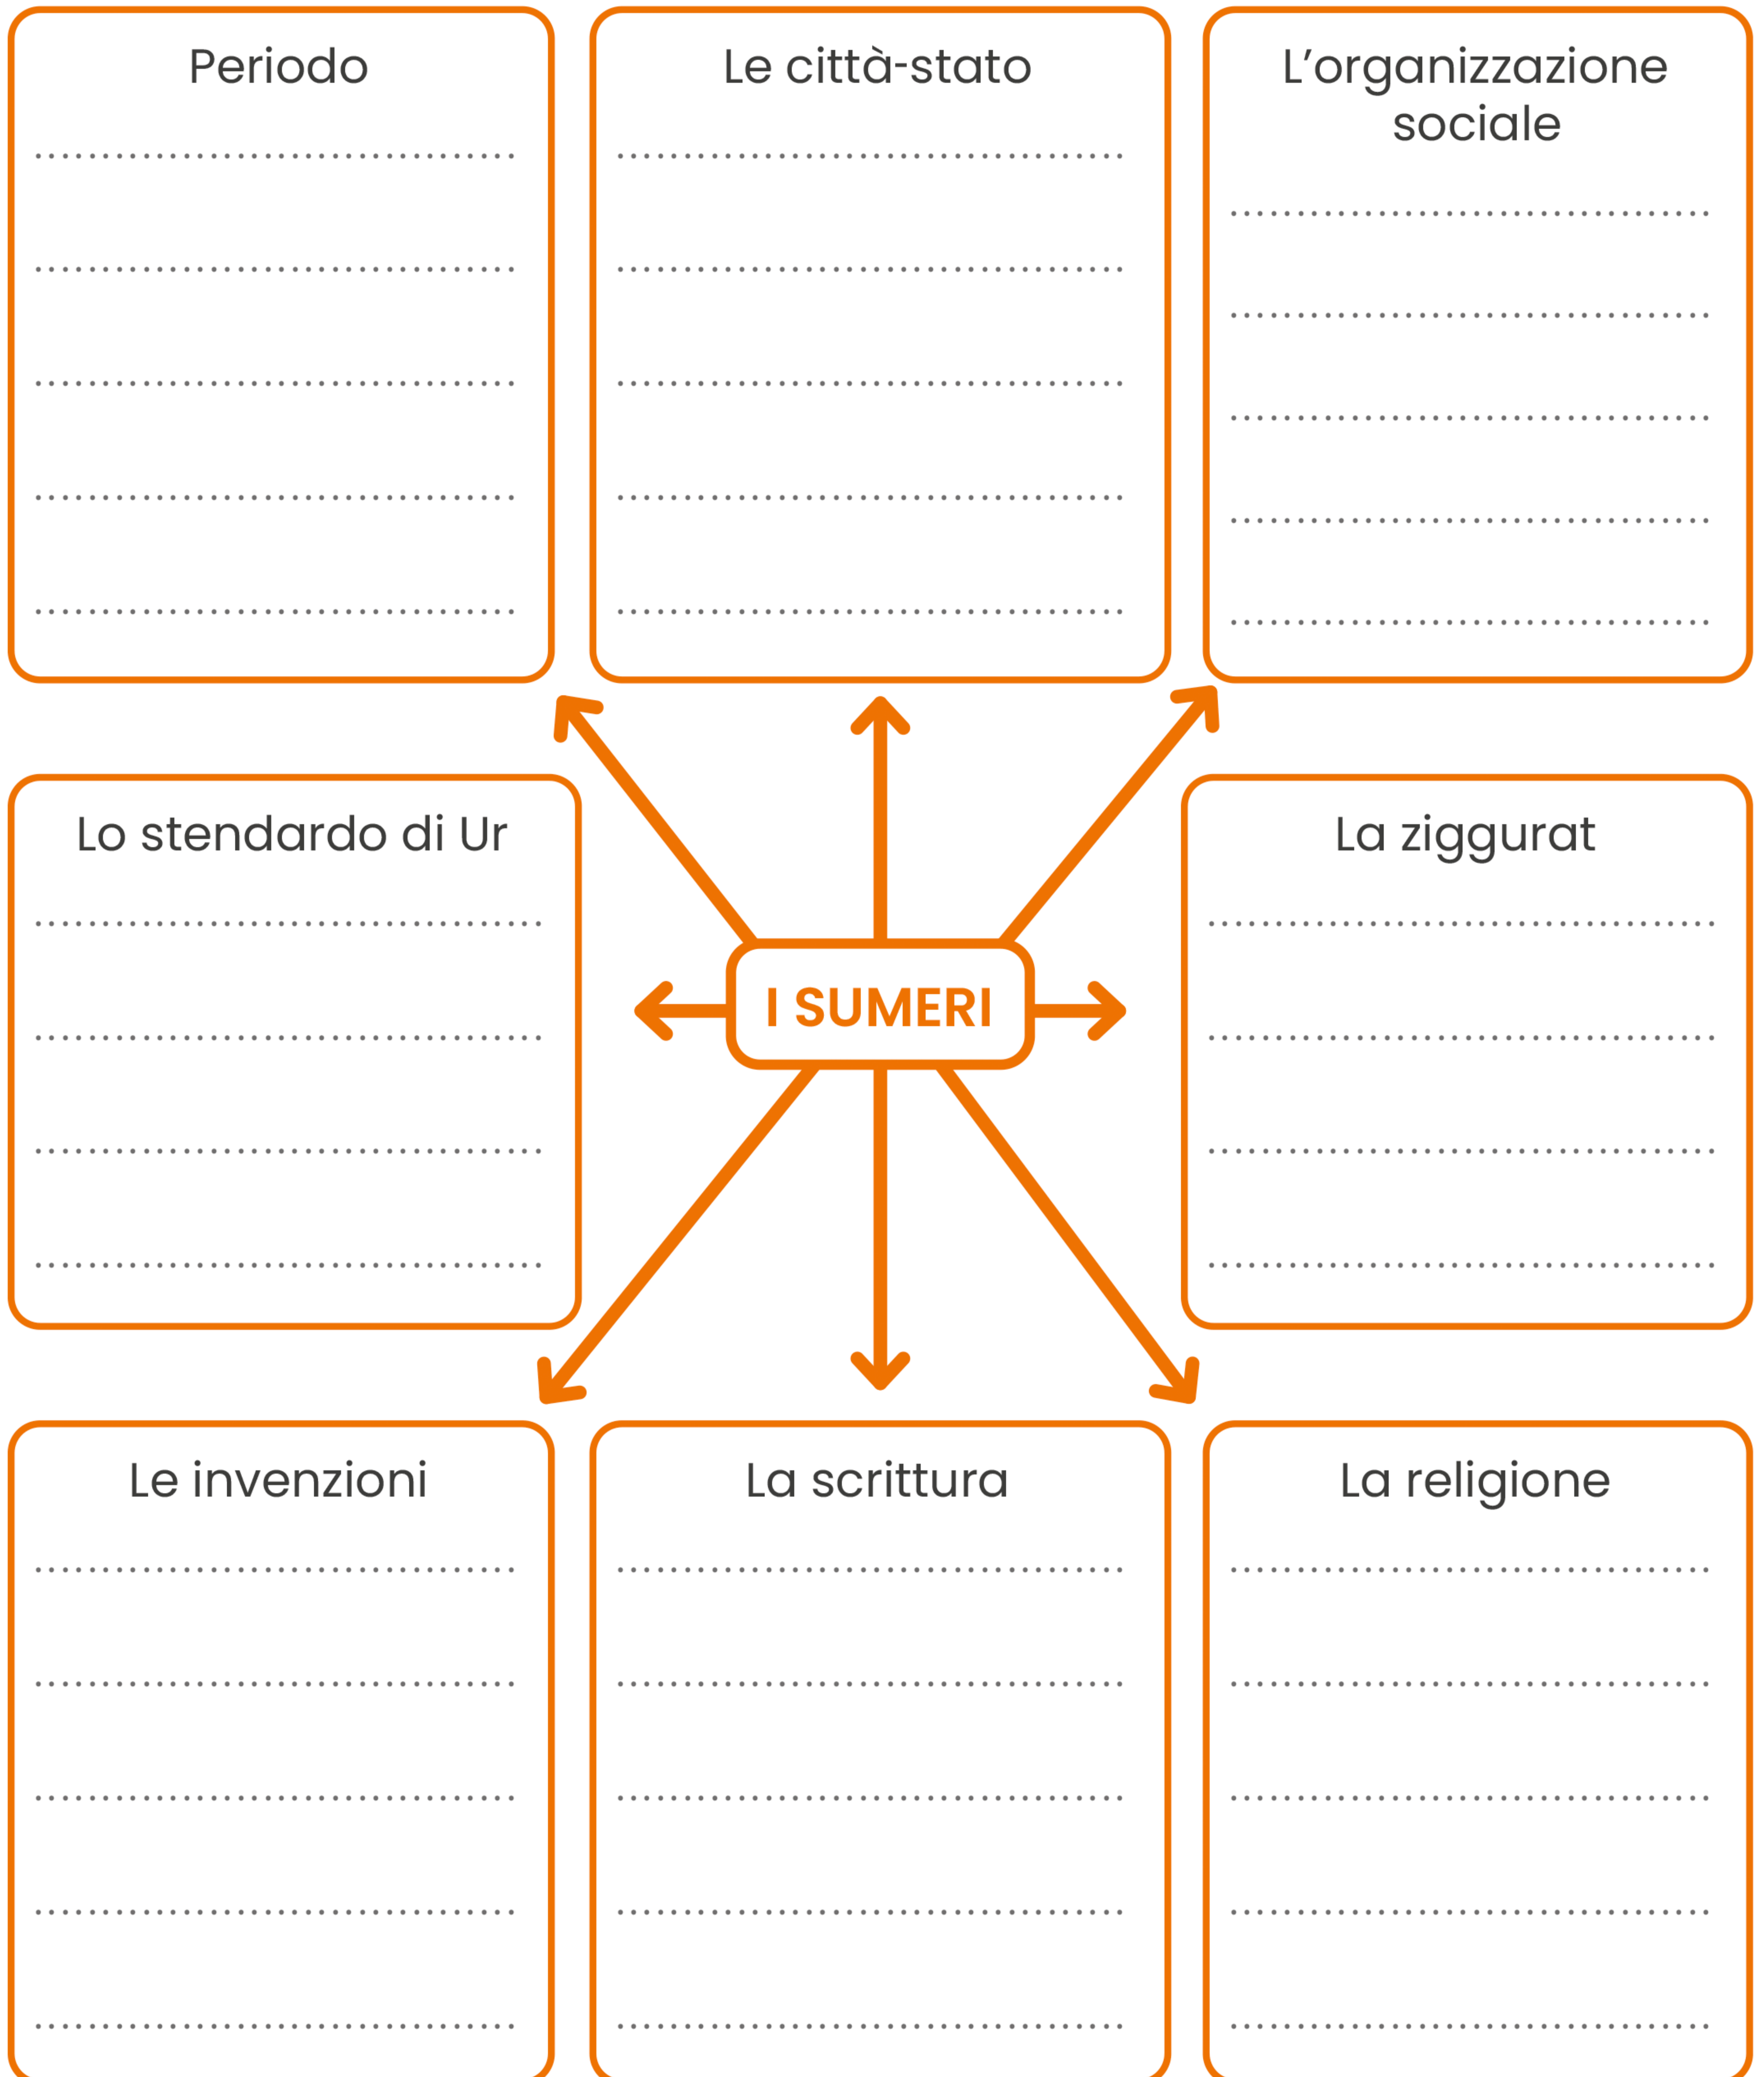 Periodo
Le città-stato
L'organizzazione
sociale
Lo stendardo di Ur
La ziggurat
I SUMERI
Le invenzioni
La scrittura
La religione